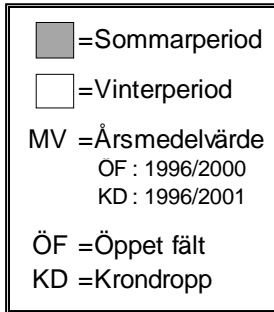 =Sommarperiod
=Vinterperiod
MV =Årsmedelvärde
ÖF : 1996/2000
KD : 1996/2001
ÖF =Öppet fält
KD =Krondropp